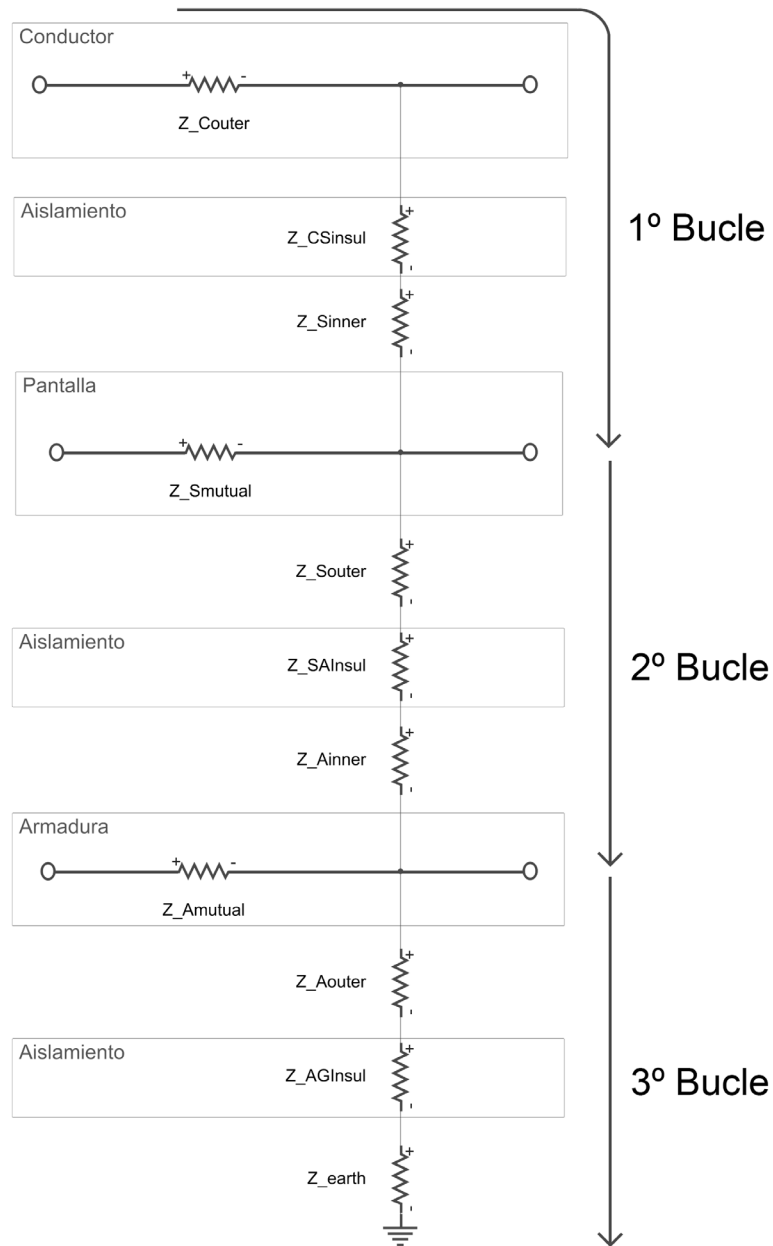 Conductor
+ -
Z_Couter
Aislamiento
+
Z_CSinsul
-
1º Bucle
+
Z_Sinner
-
Pantalla
+ -
Z_Smutual
+
Z_Souter
-
Aislamiento
+
Z_SAInsul
-
2º Bucle
+
Z_Ainner
-
Armadura
+ -
Z_Amutual
+
Z_Aouter
-
Aislamiento
+
Z_AGInsul
-
3º Bucle
+
Z_earth
-